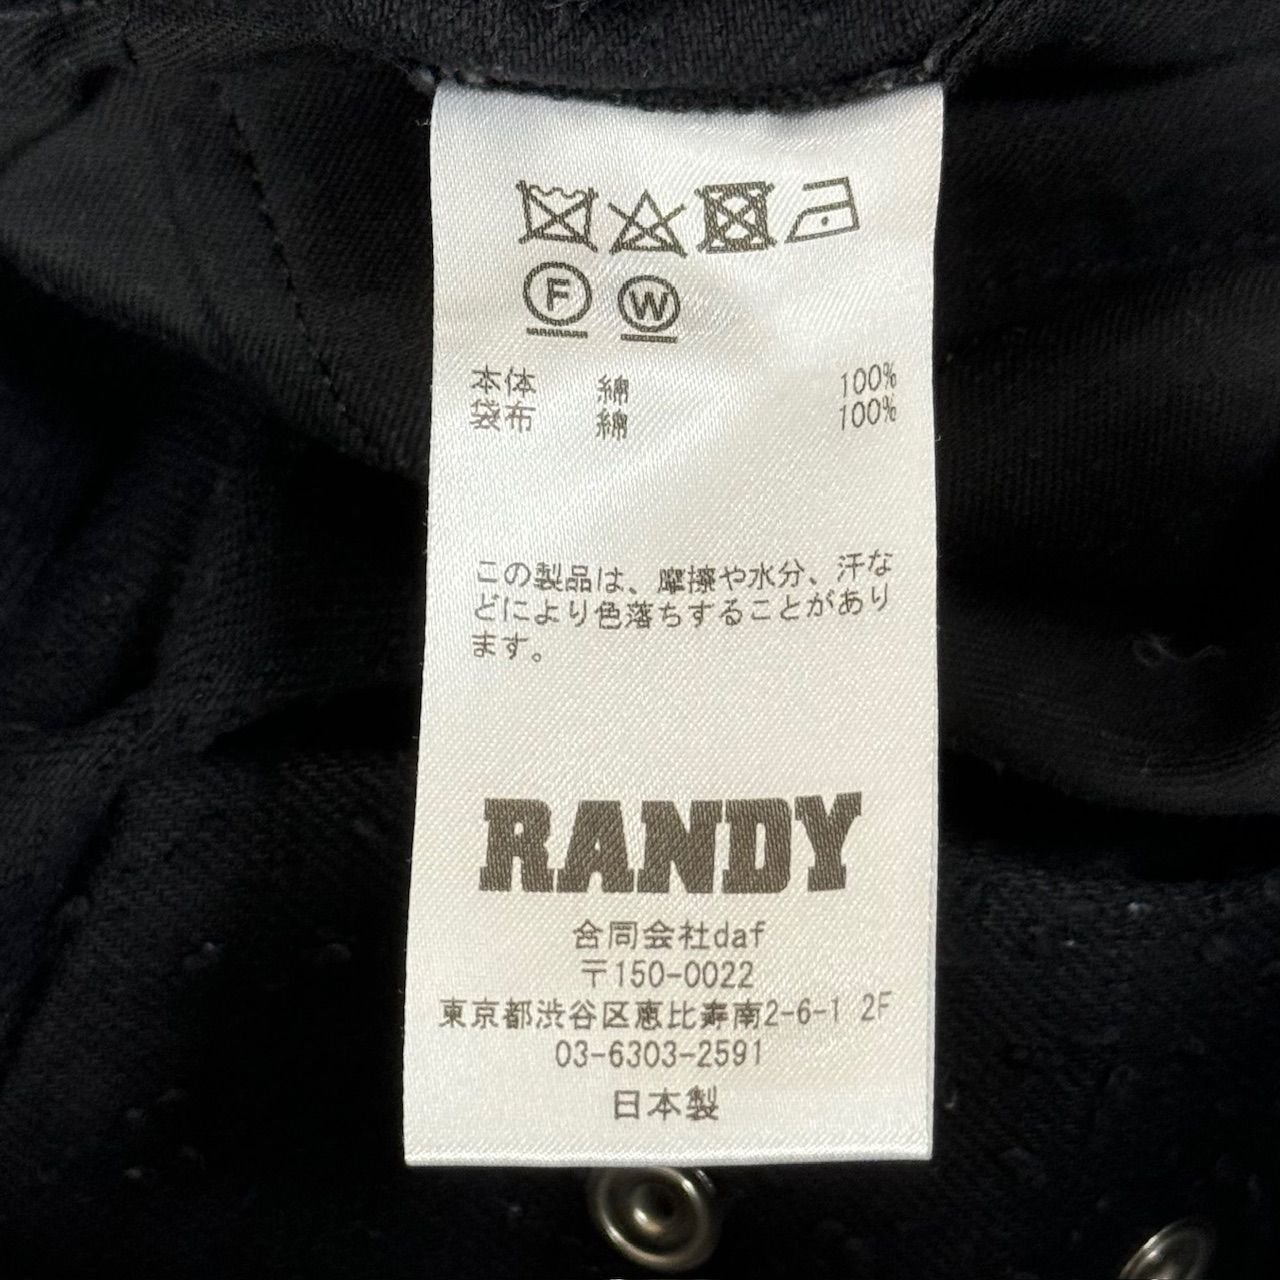 F W
本体 綿 100%
袋布 綿 100%
この製品は、摩擦や水分、汗な
どにより色落ちすることがあり
ます。
RANDY
合同会社daf
〒150-0022
東京都渋谷区恵比寿南2-6-1 2F
03-6303-2591
日本製